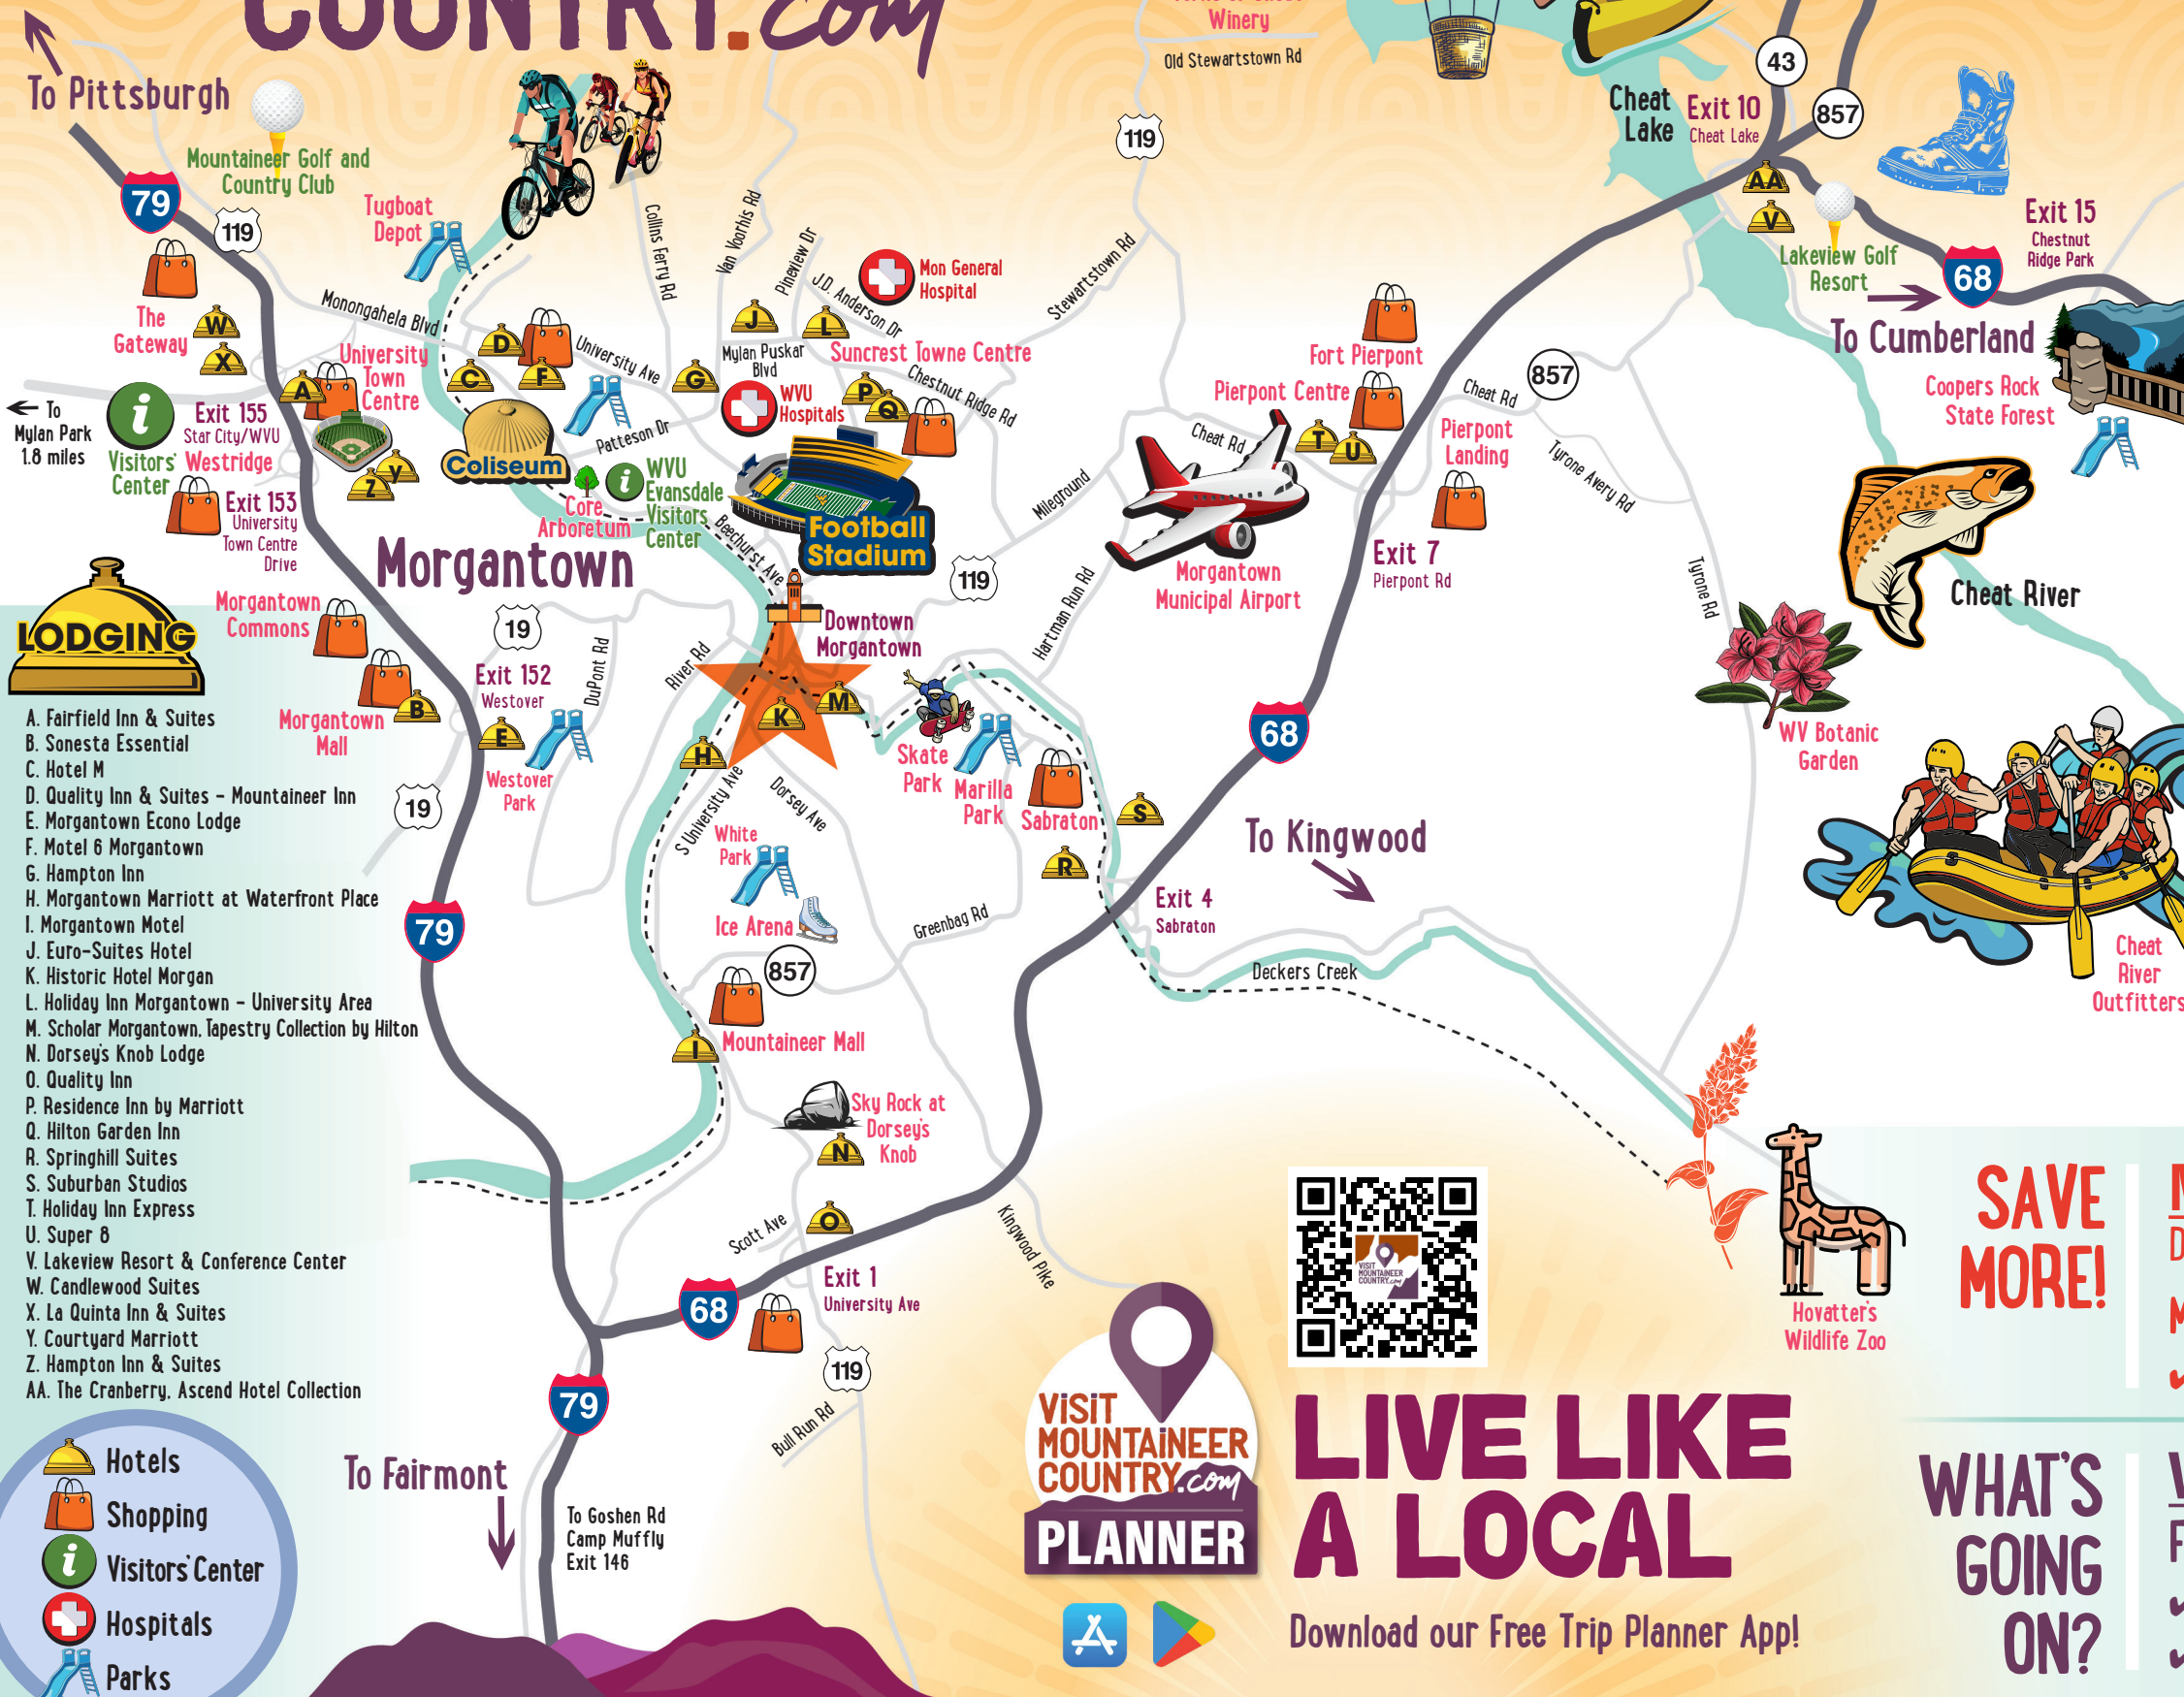 COUNTRY.com
To Pittsburgh
79
119
Mountaineer Golf and
Country Club
Tugboat
Depot
Winery
Old Stewartstown Rd
119
Cheat
Lake
Exit 10
Cheat Lake
43
857
AA
V
Lakeview Golf
Resort
Exit 15
Chestnut
Ridge Park
68
To Cumberland
Coopers Rock
State Forest
The
Gateway
W
X
Monongahela Blvd
Collins Ferry Rd
Van Voorhis Rd
Pineview Dr
J.D. Anderson Dr
Mon General
Hospital
Stewartstown Rd
University
Town
Centre
A
D
C
F
University Ave
G
J
L
Mylan Puskar
Blvd
Suncrest Towne Centre
WVU
Hospitals
P
Q
Chestnut Ridge Rd
Fort Pierpont
Pierpont Centre
T
U
Cheat Rd
857
Cheat Rd
Pierpont
Landing
Tyrone Avery Rd
To
Mylan Park
1.8 miles
i
Visitors'
Center
Exit 155
Star City/WVU
Westridge
Exit 153
University
Town Centre
Drive
Y
Z
Coliseum
Patteson Dr
Core
Arboretum
i
WVU
Evansdale
Visitors
Center
Beechurst Ave
Football
Stadium
Mileground
119
Morgantown
Municipal Airport
Exit 7
Pierpont Rd
Tyrone Rd
Cheat River
Morgantown
LODGING
Morgantown
Commons
19
Exit 152
Westover
DuPont Rd
River Rd
Downtown
Morgantown
Hartman Run Rd
Morgantown
Mall
B
E
Westover
Park
19
K
M
H
S University Ave
Dorsey Ave
Skate
Park
Marilla
Park
Sabraton
S
R
68
WV Botanic
Garden
To Kingwood
White
Park
Ice Arena
Greenbag Rd
857
Exit 4
Sabraton
Deckers Creek
Cheat
River
Outfitters
79
I
Mountaineer Mall
Sky Rock at
Dorsey's
Knob
N
Scott Ave
O
Kingwood Pike
68
Exit 1
University Ave
119
Bull Run Rd
79
To Fairmont
To Goshen Rd
Camp Muffly
Exit 146
Hovatter's
Wildlife Zoo
A. Fairfield Inn & Suites
B. Sonesta Essential
C. Hotel M
D. Quality Inn & Suites - Mountaineer Inn
E. Morgantown Econo Lodge
F. Motel 6 Morgantown
G. Hampton Inn
H. Morgantown Marriott at Waterfront Place
I. Morgantown Motel
J. Euro-Suites Hotel
K. Historic Hotel Morgan
L. Holiday Inn Morgantown - University Area
M. Scholar Morgantown, Tapestry Collection by Hilton
N. Dorsey's Knob Lodge
O. Quality Inn
P. Residence Inn by Marriott
Q. Hilton Garden Inn
R. Springhill Suites
S. Suburban Studios
T. Holiday Inn Express
U. Super 8
V. Lakeview Resort & Conference Center
W. Candlewood Suites
X. La Quinta Inn & Suites
Y. Courtyard Marriott
Z. Hampton Inn & Suites
AA. The Cranberry, Ascend Hotel Collection
Hotels
Shopping
i
Visitors' Center
Hospitals
Parks
VISIT
MOUNTAINEER
COUNTRY.com
VISIT
MOUNTAINEER
COUNTRY.com
PLANNER
LIVE LIKE
A LOCAL
Download our Free Trip Planner App!
SAVE
MORE!
WHAT'S
GOING
ON?